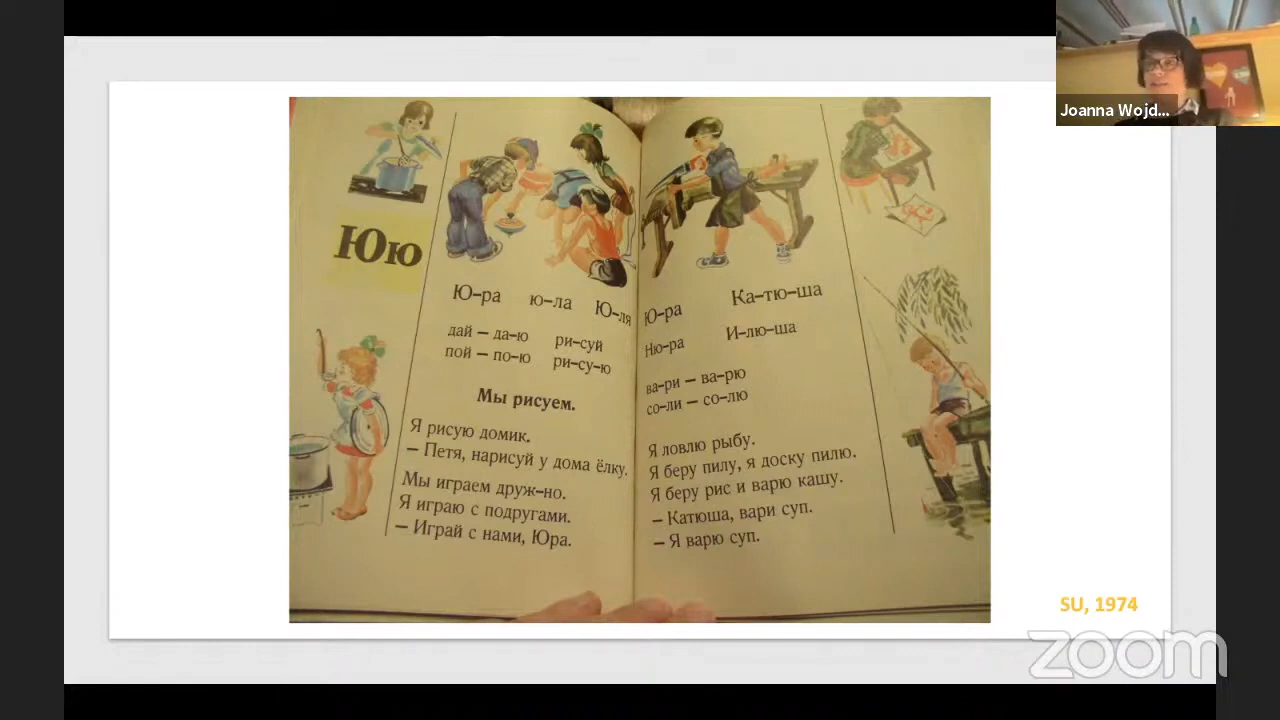 Joanna Wojd...
Юю
Ю-ра ю-ла Ю-ля
дай – да-ю ри-суй
пой – по-ю ри-су-ю
Мы рисуем.
Я рисую домик.
– Петя, нарисуй у дома ёлку.
Мы играем друж-но.
Я играю с подругами.
– Играй с нами, Юра.
Ю-ра Ка-тю-ша
Ню-ра И-лю-ша
ва-ри – ва-рю
со-ли – со-лю
Я ловлю рыбу.
Я беру пилу, я доску пилю.
Я беру рис и варю кашу.
– Катюша, вари суп.
– Я варю суп.
SU, 1974
zoom